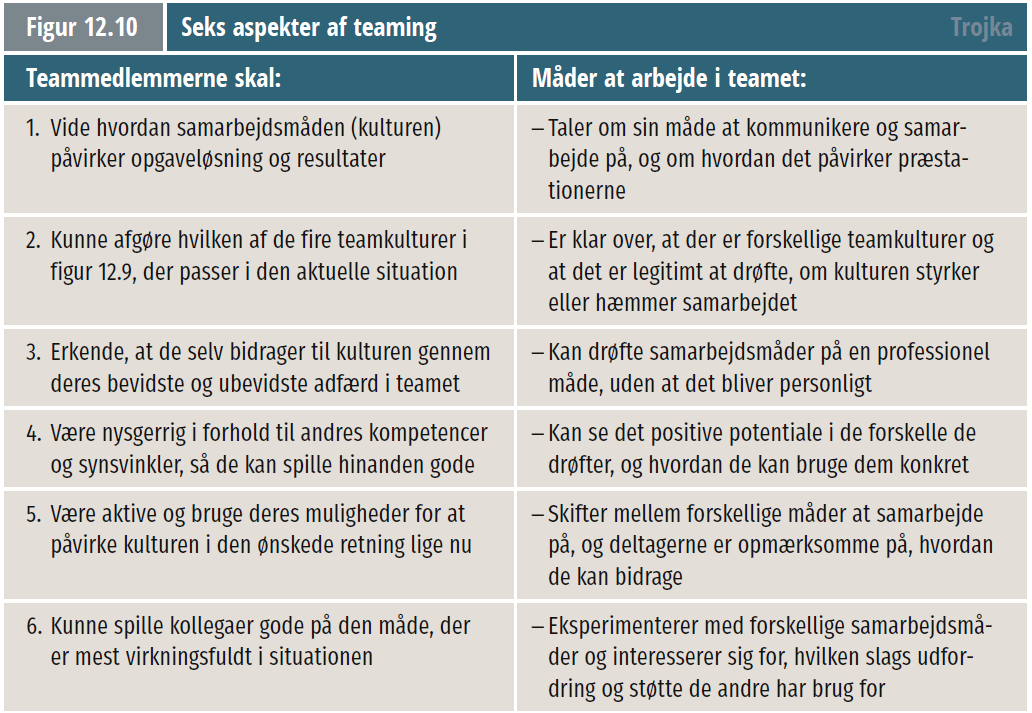 Figur 12.10 Seks aspekter af teaming Trojka
Teammedlemmerne skal: Måder at arbejde i teamet:
1. Vide hvordan samarbejdsmåden (kulturen)
påvirker opgaveløsning og resultater
– Taler om sin måde at kommunikere og samar-
bejde på, og om hvordan det påvirker præsta-
tionerne
2. Kunne afgøre hvilken af de fire teamkulturer i
figur 12.9, der passer i den aktuelle situation
– Er klar over, at der er forskellige teamkulturer og
at det er legitimt at drøfte, om kulturen styrker
eller hæmmer samarbejdet
3. Erkende, at de selv bidrager til kulturen gennem
deres bevidste og ubevidste adfærd i teamet
– Kan drøfte samarbejdsmåder på en professionel
måde, uden at det bliver personligt
4. Være nysgerrig i forhold til andres kompetencer
og synsvinkler, så de kan spille hinanden gode
– Kan se det positive potentiale i de forskelle de
drøfter, og hvordan de kan bruge dem konkret
5. Være aktive og bruge deres muligheder for at
påvirke kulturen i den ønskede retning lige nu
– Skifter mellem forskellige måder at samarbejde
på, og deltagerne er opmærksomme på, hvordan
de kan bidrage
6. Kunne spille kollegaer gode på den måde, der
er mest virkningsfuldt i situationen
– Eksperimenterer med forskellige samarbejdsmå-
der og interesserer sig for, hvilken slags udfor-
dring og støtte de andre har brug for